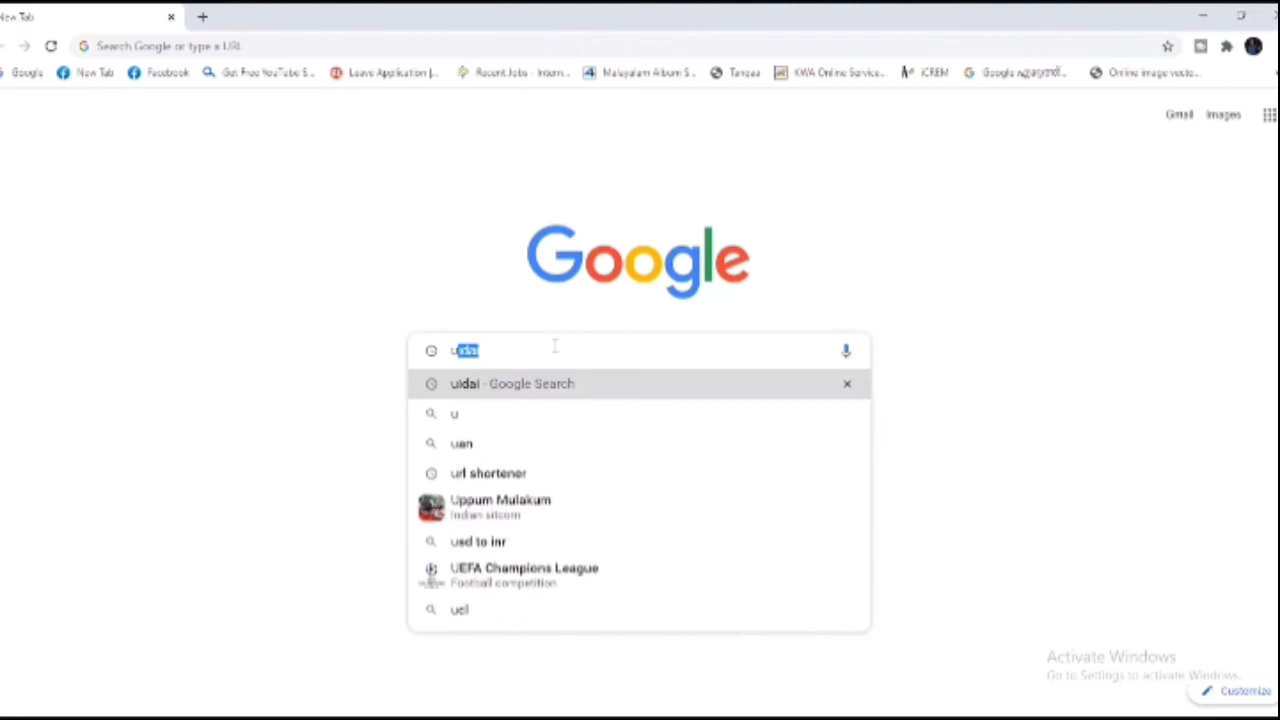 New Tab
Search Google or type a URL
Google
New Tab
Facebook
Get Free YouTube S...
Leave Application |...
Recent Jobs - Intern...
Malayalam Album S...
KWA Online Service...
iCREM
Google
Online image vecto...
Gmail
Images
Google
uidai
uidai - Google Search
u
uan
url shortener
Uppum Mulakum
Indian sitcom
usd to inr
UEFA Champions League
Football competition
uel
Activate Windows
Go to Settings to activate Windows.
Customize